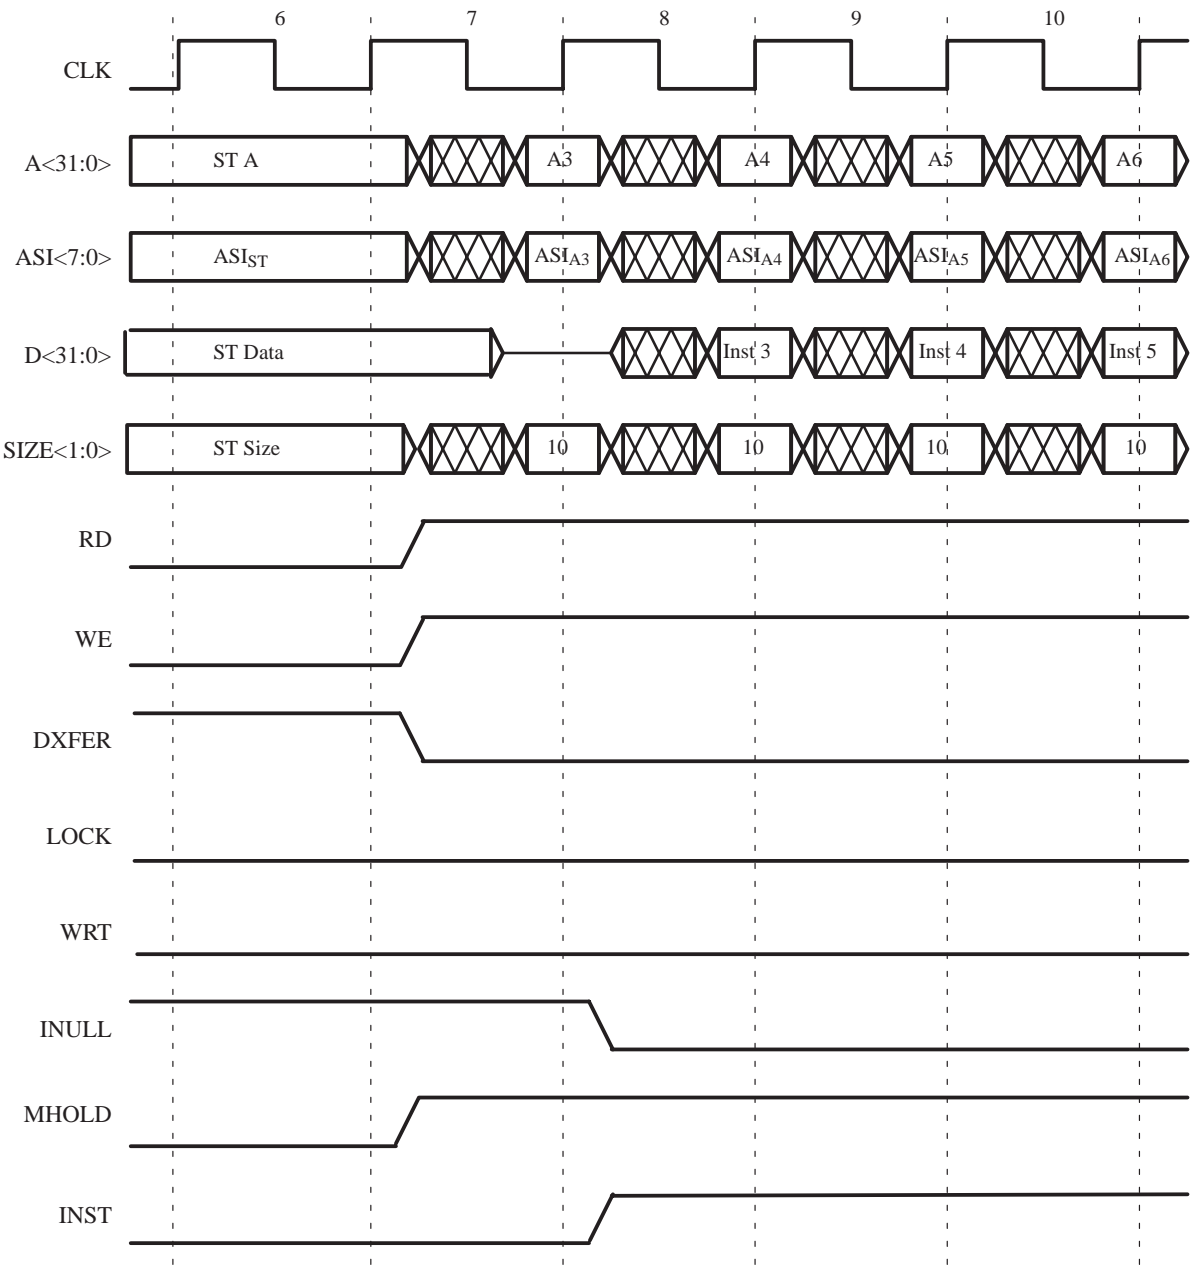 6 7 8 9 10
CLK
A<31:0> ST A A3 A4 A5 A6
ASI<7:0> ASIST ASIA3 ASIA4 ASIA5 ASIA6
D<31:0> ST Data Inst 3 Inst 4 Inst 5
SIZE<1:0> ST Size 10 10 10 10
RD
WE
DXFER
LOCK
WRT
INULL
MHOLD
INST